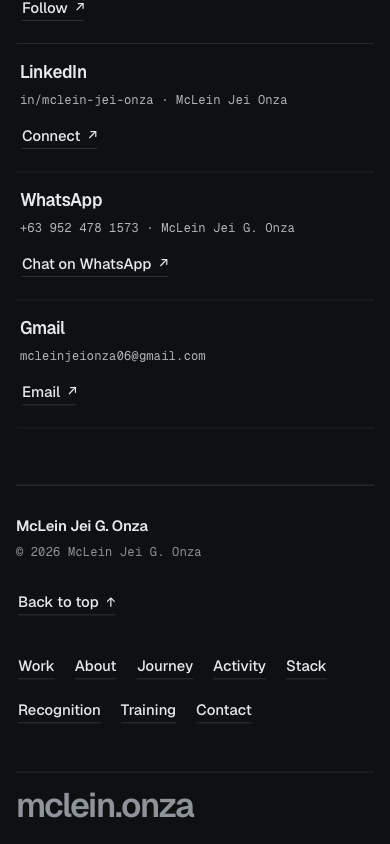 Follow ↗
LinkedIn
in/mclein-jei-onza · McLein Jei Onza
Connect ↗
WhatsApp
+63 952 478 1573 · McLein Jei G. Onza
Chat on WhatsApp ↗
Gmail
mcleinjeionza06@gmail.com
Email ↗
McLein Jei G. Onza
© 2026 McLein Jei G. Onza
Back to top ↑
Work About Journey Activity Stack
Recognition Training Contact
mclein.onza